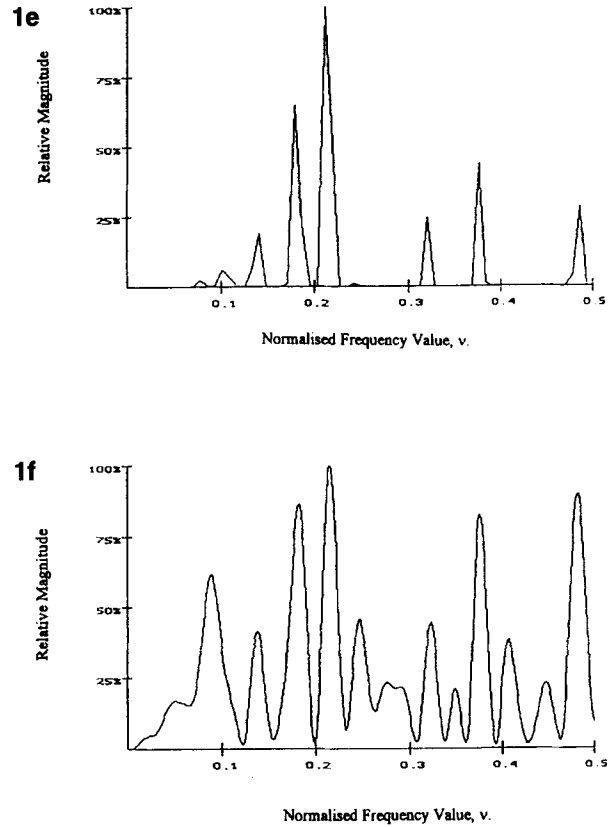 1e
Relative Magnitude
100%
75%
50%
25%
0.1 0.2 0.3 0.4 0.5
Normalised Frequency Value, ν.
1f
Relative Magnitude
100%
75%
50%
25%
0.1 0.2 0.3 0.4 0.5
Normalised Frequency Value, ν.